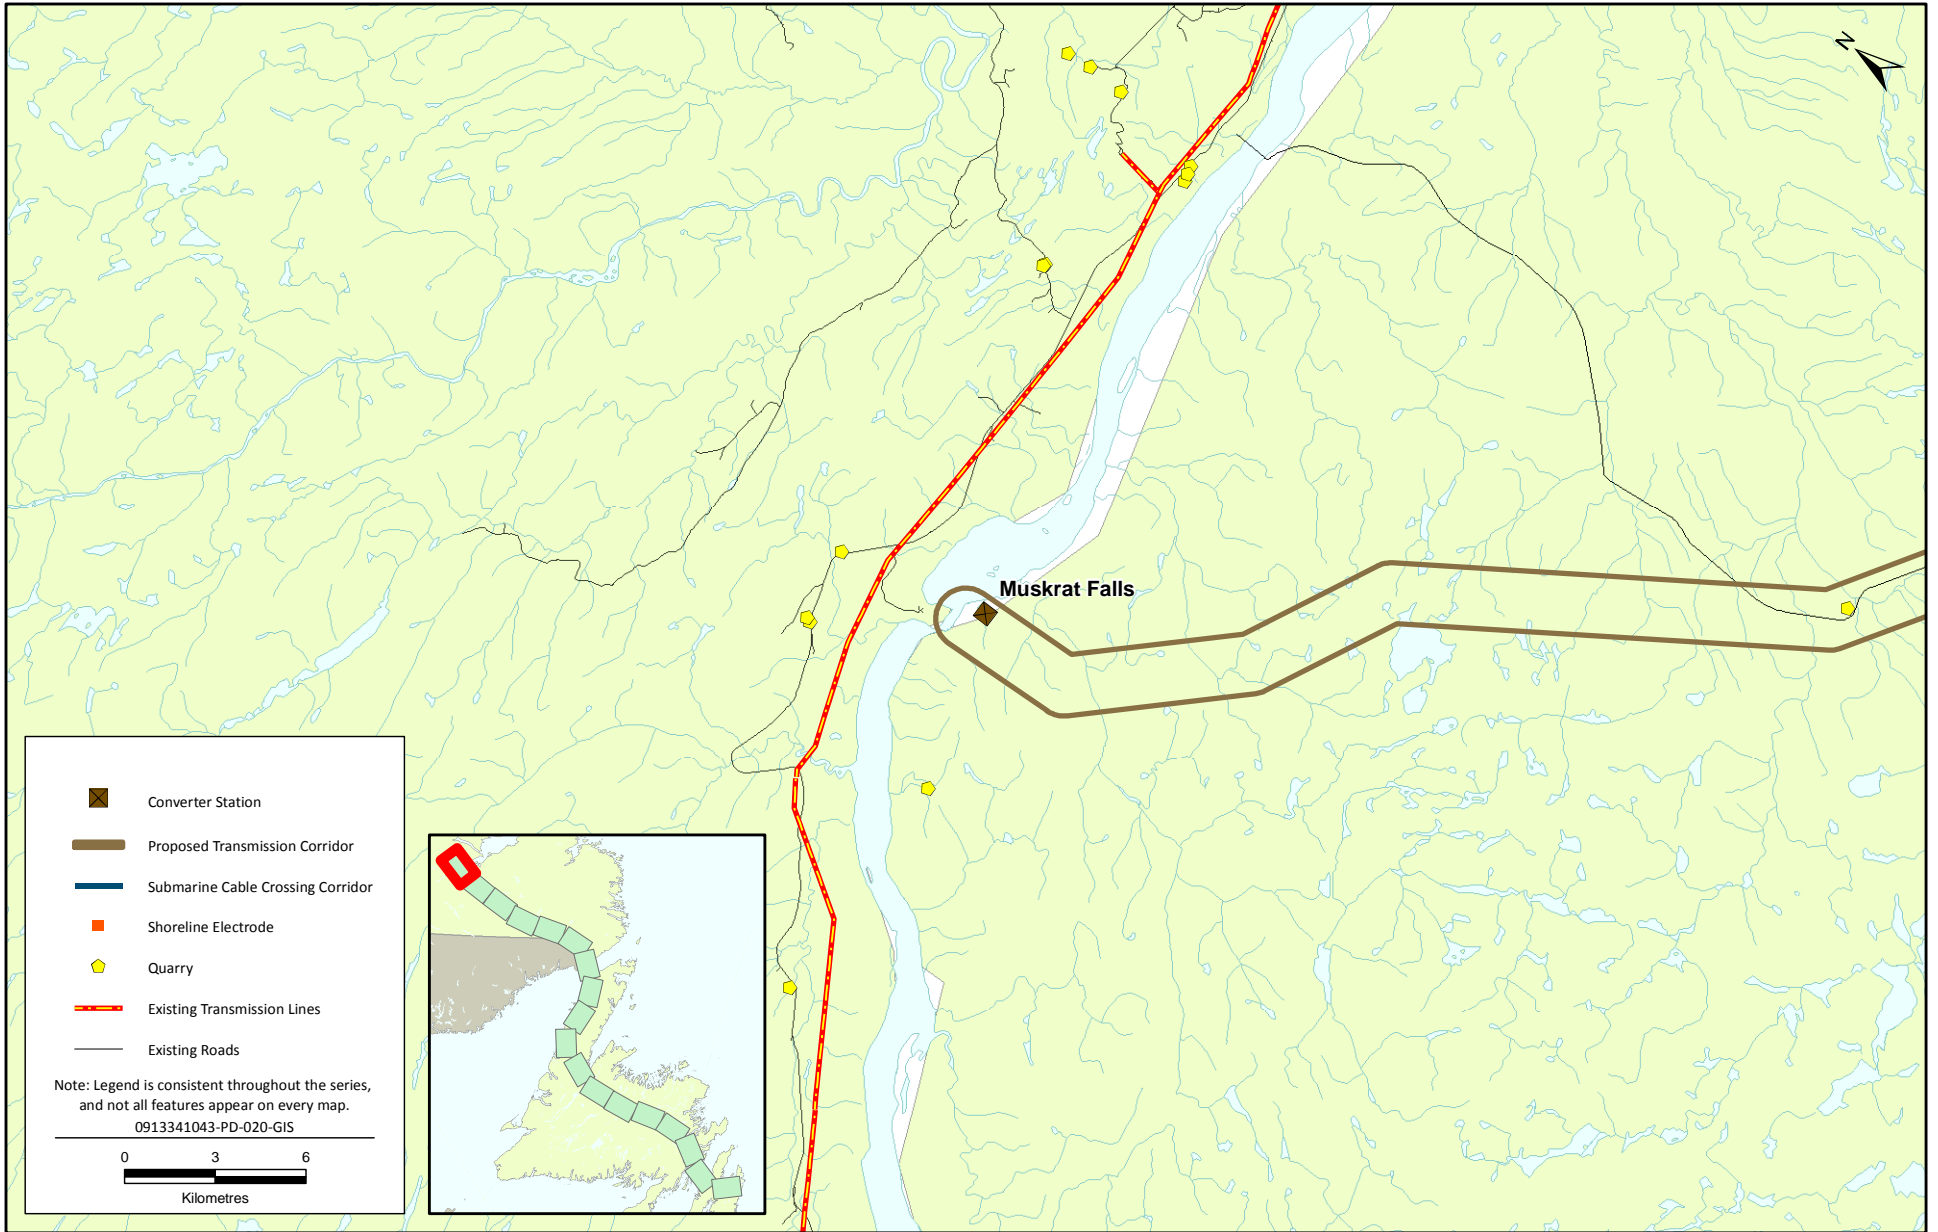 N
Muskrat Falls
Converter Station
Proposed Transmission Corridor
Submarine Cable Crossing Corridor
Shoreline Electrode
Quarry
Existing Transmission Lines
Existing Roads
Note: Legend is consistent throughout the series,
and not all features appear on every map.
0913341043-PD-020-GIS
0 3 6
Kilometres